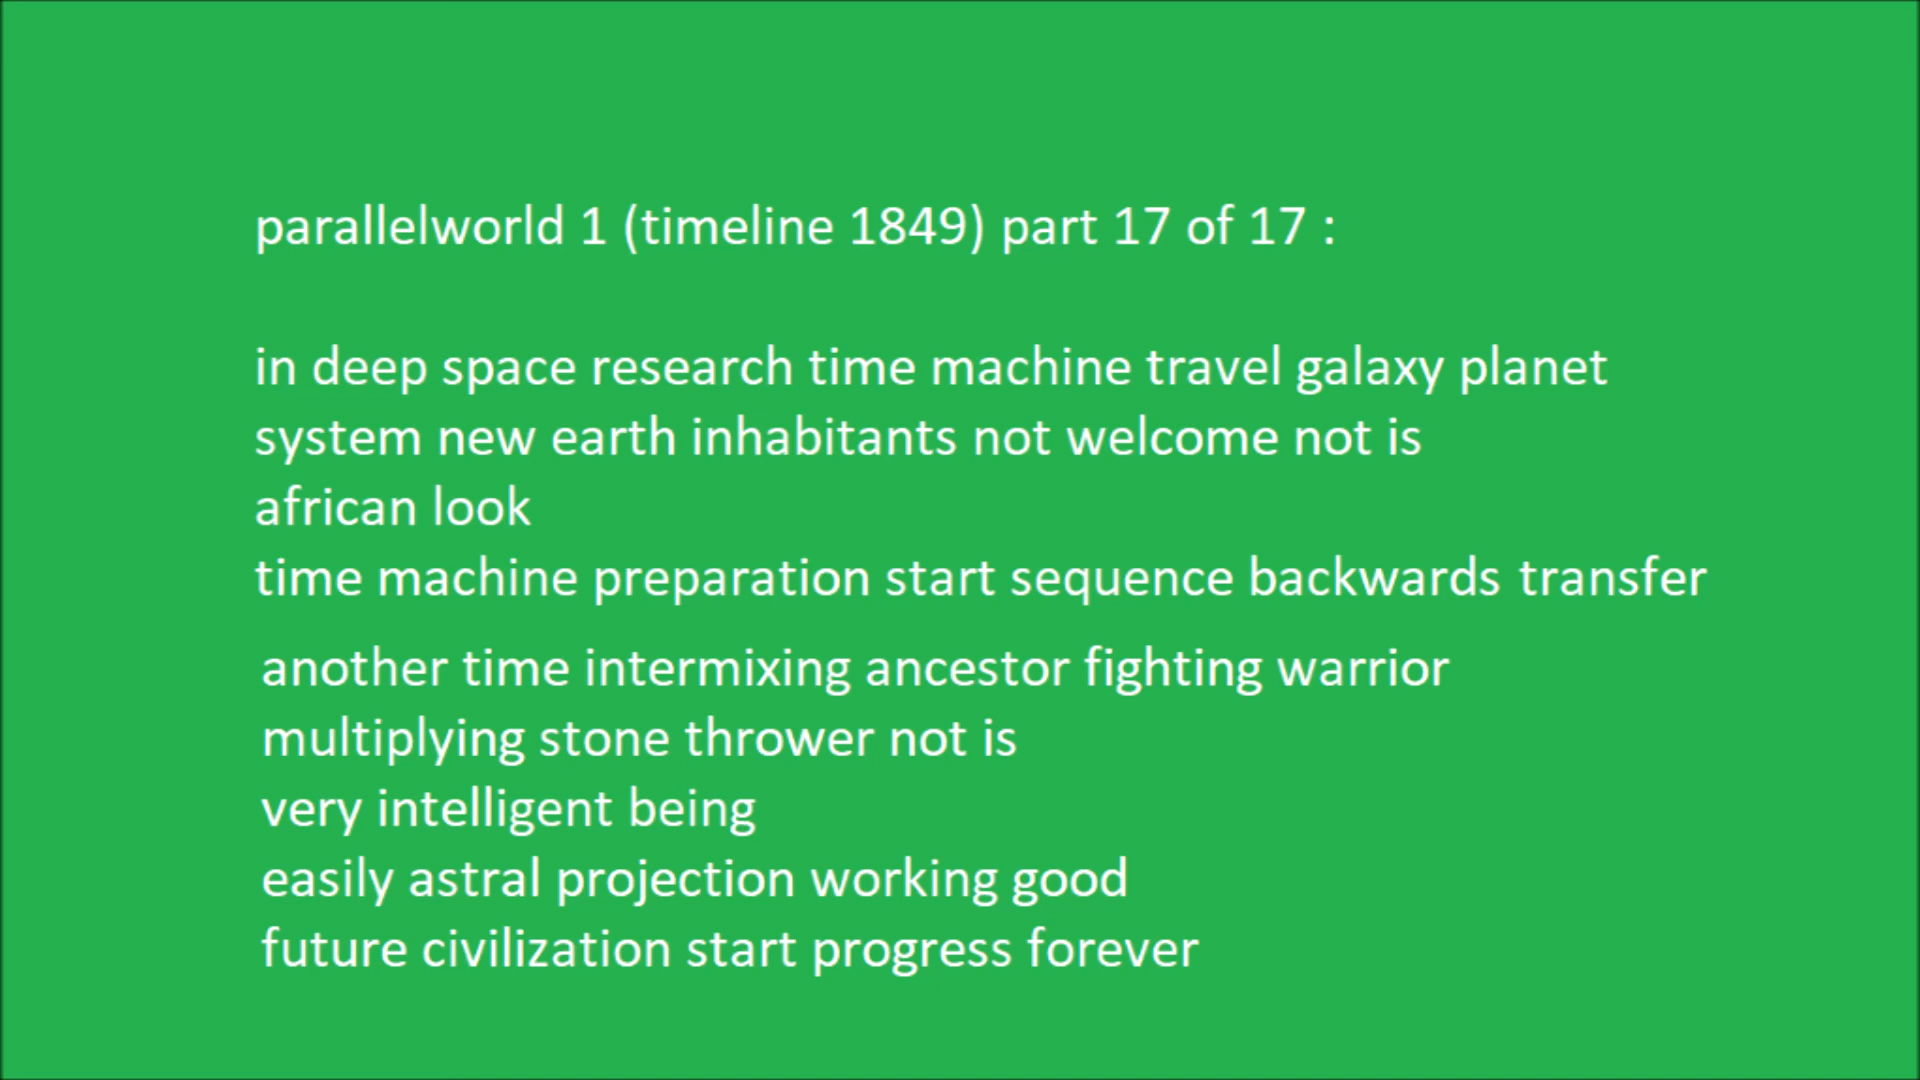 parallelworld 1 (timeline 1849) part 17 of 17 :
in deep space research time machine travel galaxy planet
system new earth inhabitants not welcome not is
african look
time machine preparation start sequence backwards transfer
another time intermixing ancestor fighting warrior
multiplying stone thrower not is
very intelligent being
easily astral projection working good
future civilization start progress forever